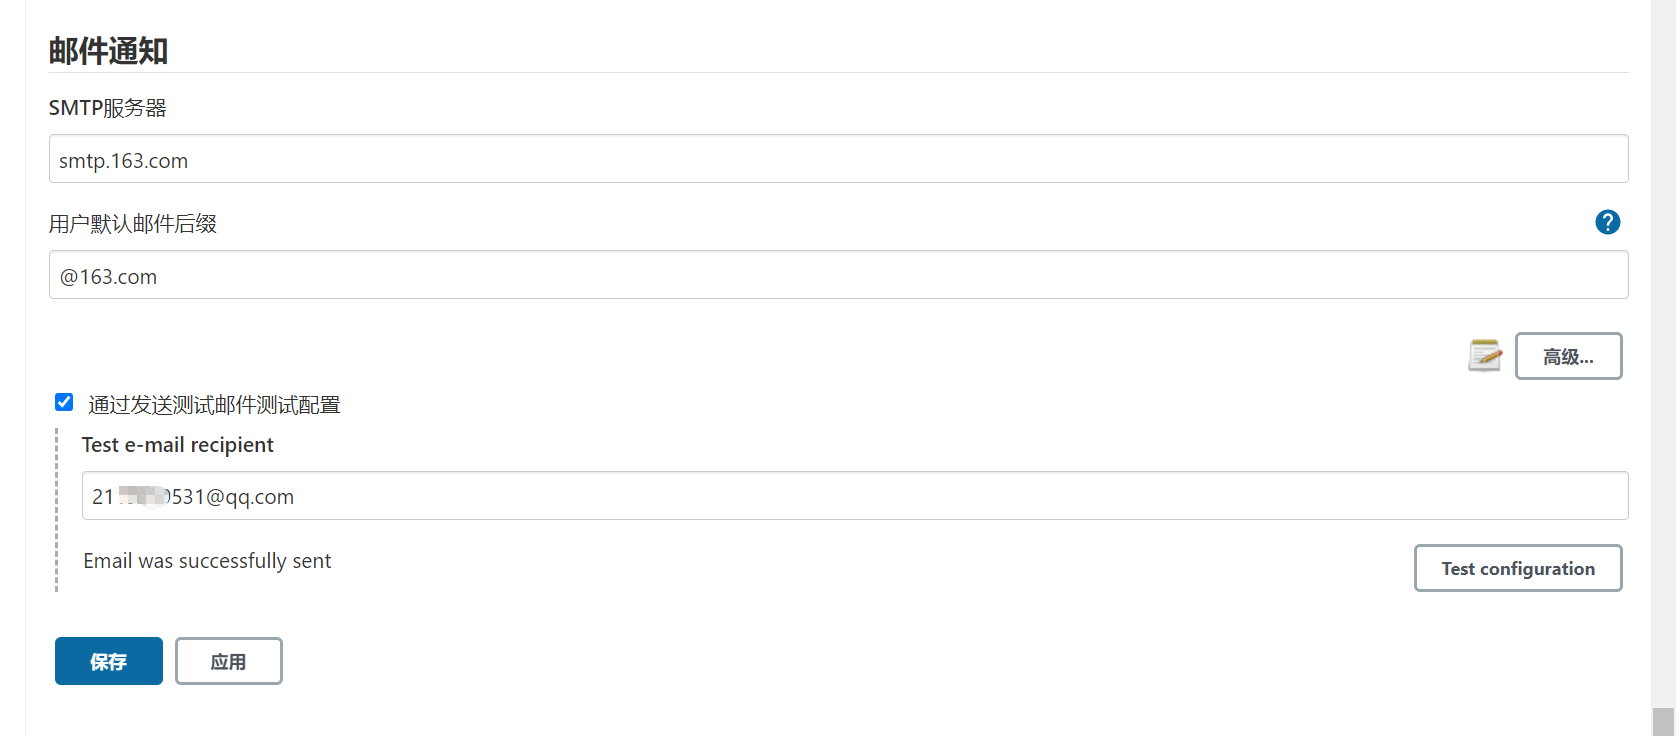 邮件通知
SMTP服务器
smtp.163.com
用户默认邮件后缀
?
@163.com
高级...
通过发送测试邮件测试配置
Test e-mail recipient
21 531@qq.com
Email was successfully sent
Test configuration
保存
应用